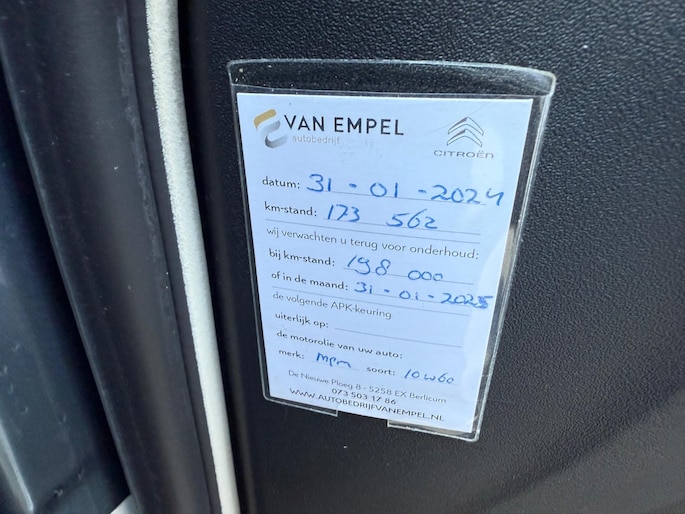 VAN EMPEL
autobedrijf
CITROËN
datum: 31-01-2024
km-stand: 173 562
wij verwachten u terug voor onderhoud:
bij km-stand: 198 000
of in de maand: 31-01-2025
de volgende APK-keuring
uiterlijk op:
de motorolie van uw auto:
merk: Mpm soort: 10w60
De Nieuwe Ploeg 8 - 5258 EX Berlicum
073 503 17 86
WWW.AUTOBEDRIJFVANEMPEL.NL